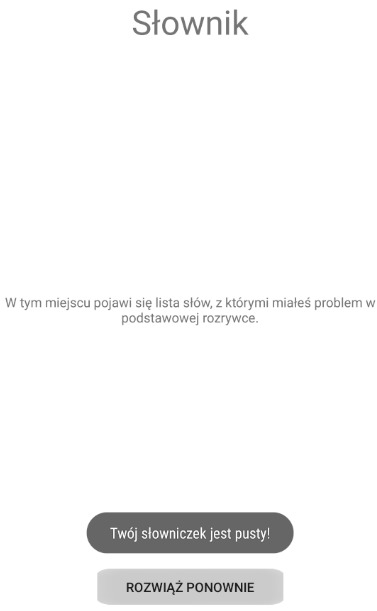 Słownik
W tym miejscu pojawi się lista słów, z którymi miałeś problem w
podstawowej rozrywce.
Twój słowniczek jest pusty!
ROZWIĄŻ PONOWNIE